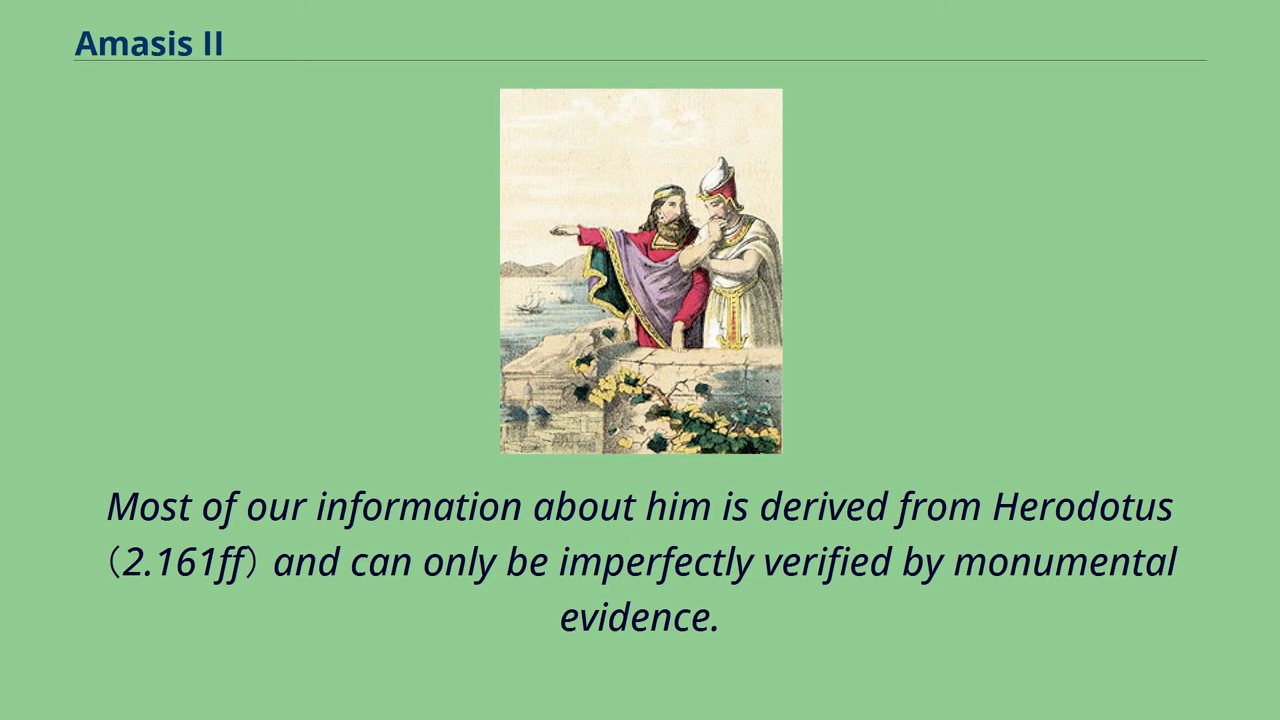 Amasis II
Most of our information about him is derived from Herodotus
（2.161ff） and can only be imperfectly verified by monumental
evidence.